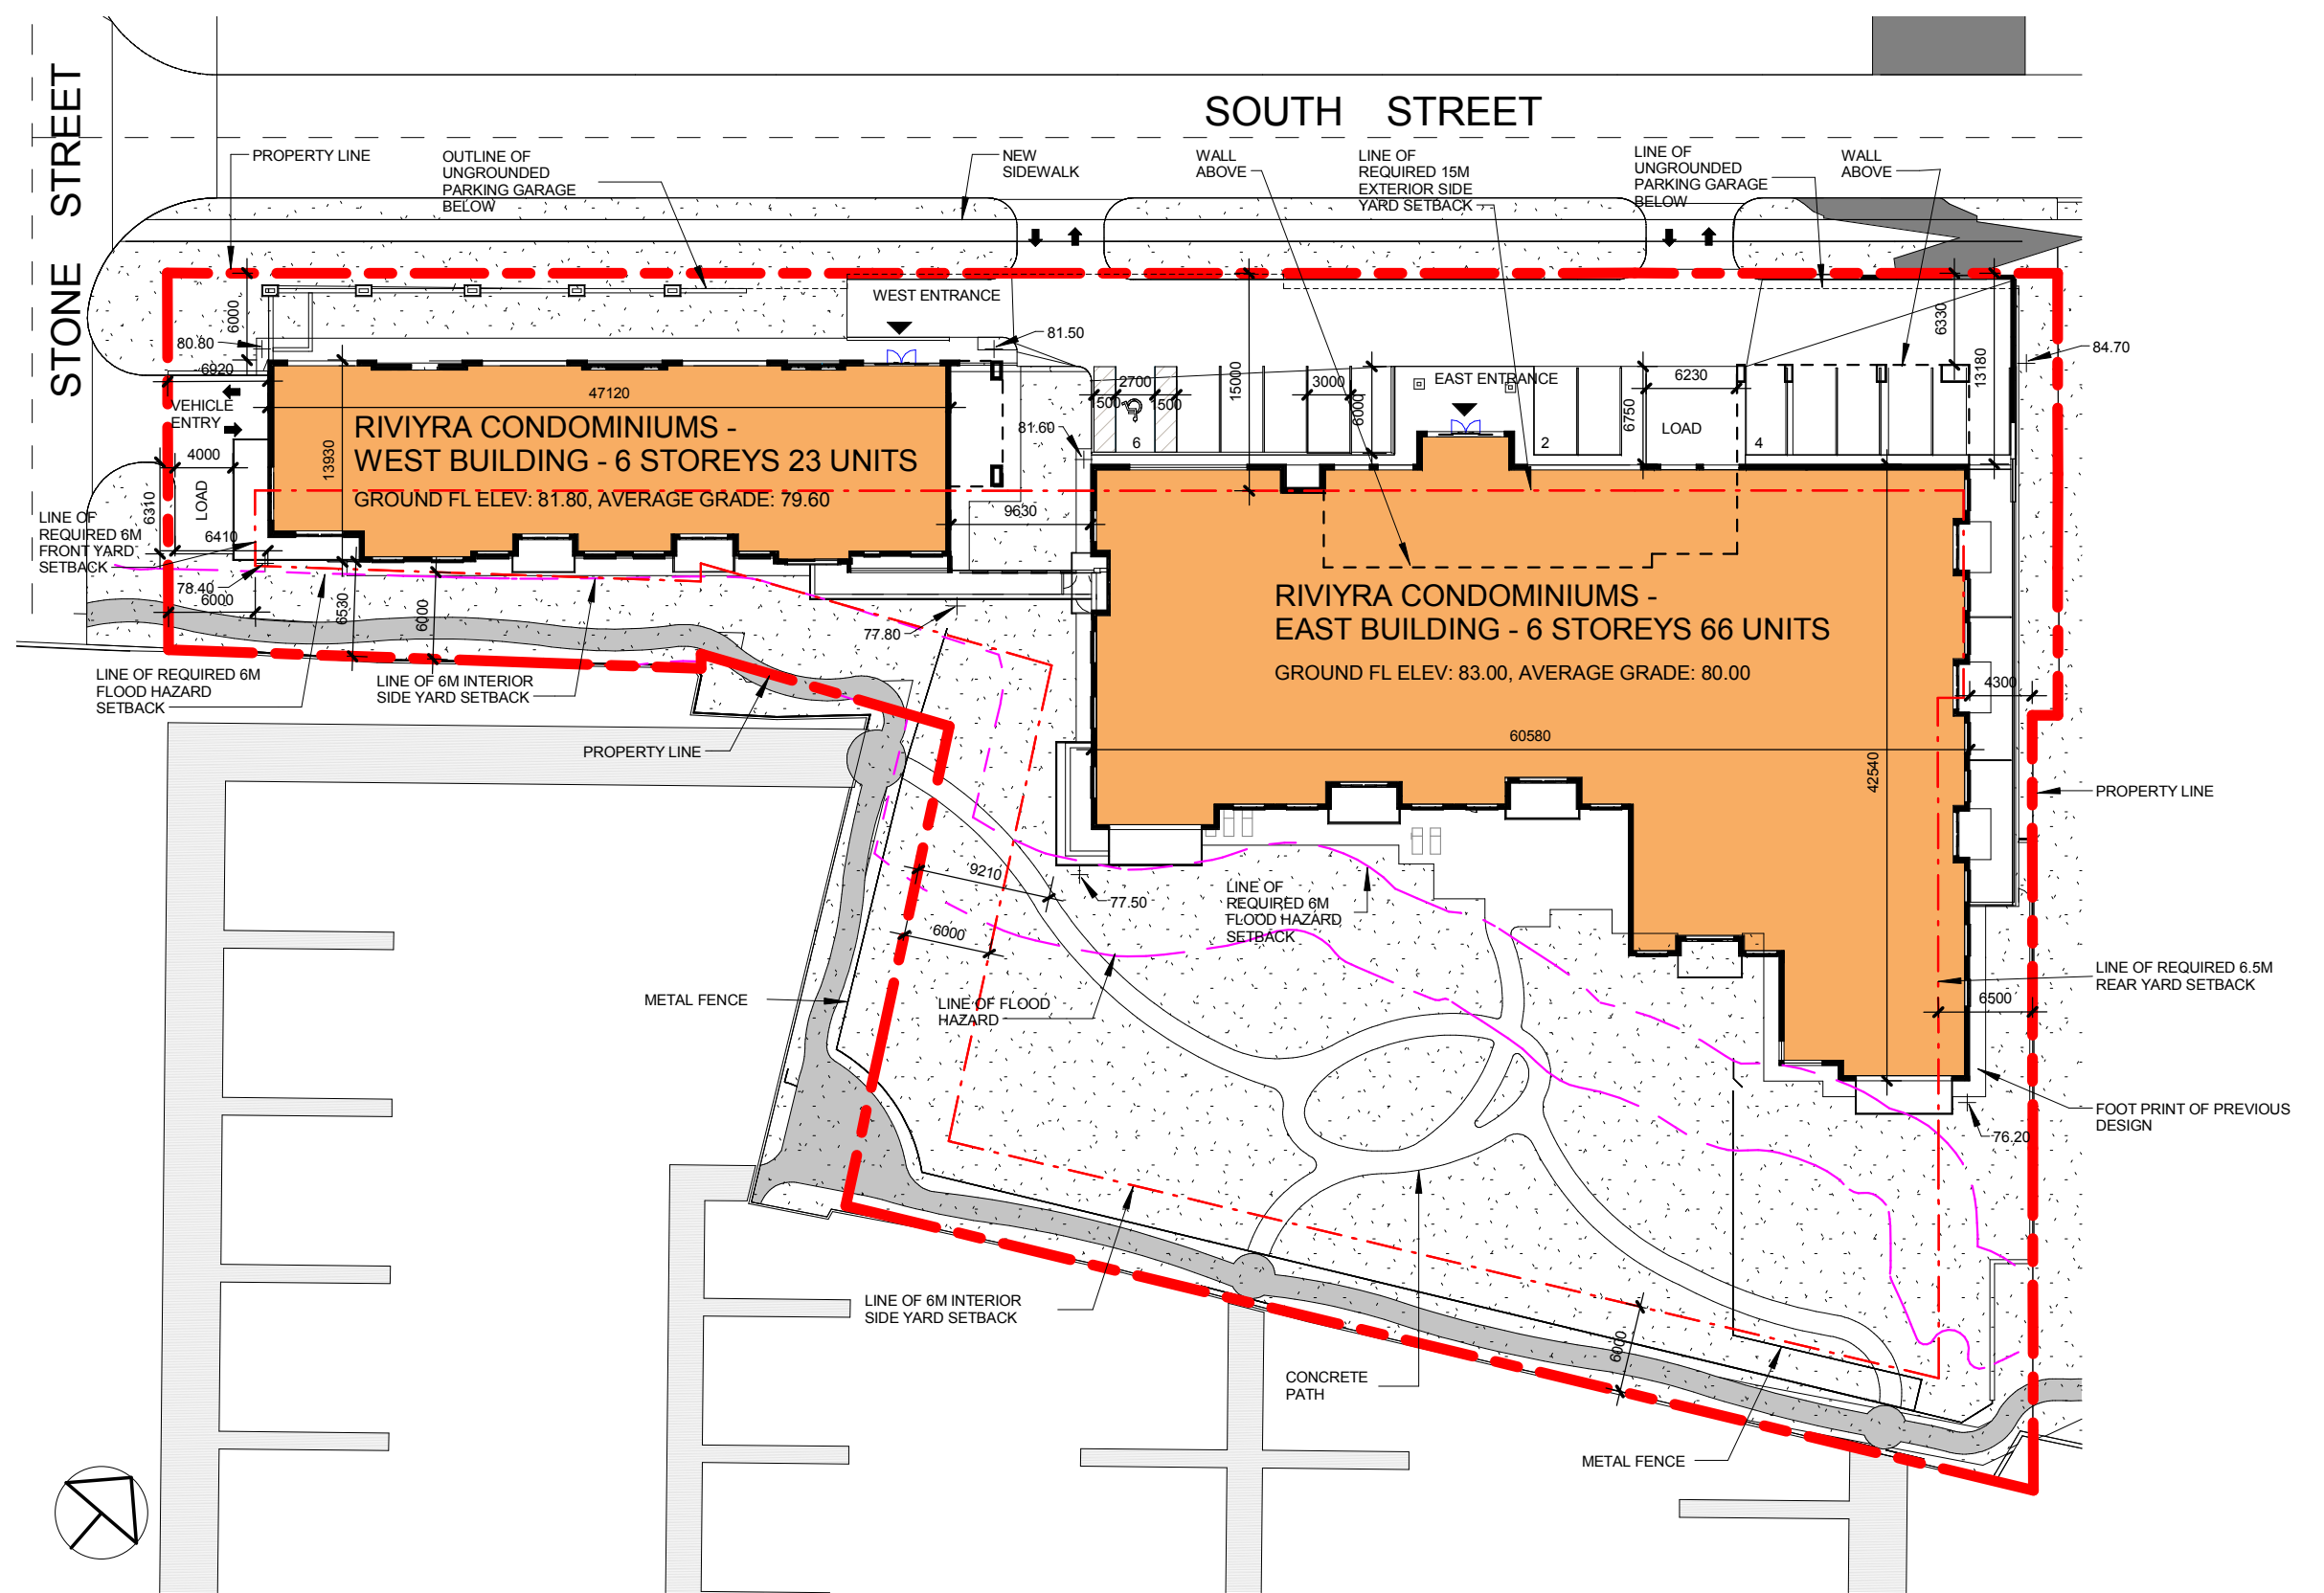 SOUTH STREET
STONE STREET
PROPERTY LINE
OUTLINE OF
UNGROUNDED
PARKING GARAGE
BELOW
NEW
SIDEWALK
WALL
ABOVE
LINE OF
REQUIRED 15M
EXTERIOR SIDE
YARD SETBACK
LINE OF
UNGROUNDED
PARKING GARAGE
BELOW
WALL
ABOVE
WEST ENTRANCE
6000
80.80
81.50
6920
VEHICLE
ENTRY
47120
RIVIYRA CONDOMINIUMS -
WEST BUILDING - 6 STOREYS 23 UNITS
GROUND FL ELEV: 81.80, AVERAGE GRADE: 79.60
13930
4000
LOAD
6310
6410
LINE OF
REQUIRED 6M
FRONT YARD
SETBACK
78.40
6000
6530
6000
9630
81.60
77.80
1500
2700
1500
6
3000
6000
15000
EAST ENTRANCE
2
6750
6230
LOAD
4
6330
13180
84.70
RIVIYRA CONDOMINIUMS -
EAST BUILDING - 6 STOREYS 66 UNITS
GROUND FL ELEV: 83.00, AVERAGE GRADE: 80.00
4300
60580
42540
LINE OF REQUIRED 6M
FLOOD HAZARD
SETBACK
LINE OF 6M INTERIOR
SIDE YARD SETBACK
PROPERTY LINE
PROPERTY LINE
9210
77.50
LINE OF
REQUIRED 6M
FLOOD HAZARD
SETBACK
6000
METAL FENCE
LINE OF FLOOD
HAZARD
LINE OF REQUIRED 6.5M
REAR YARD SETBACK
6500
FOOT PRINT OF PREVIOUS
DESIGN
76.20
LINE OF 6M INTERIOR
SIDE YARD SETBACK
6000
CONCRETE
PATH
METAL FENCE